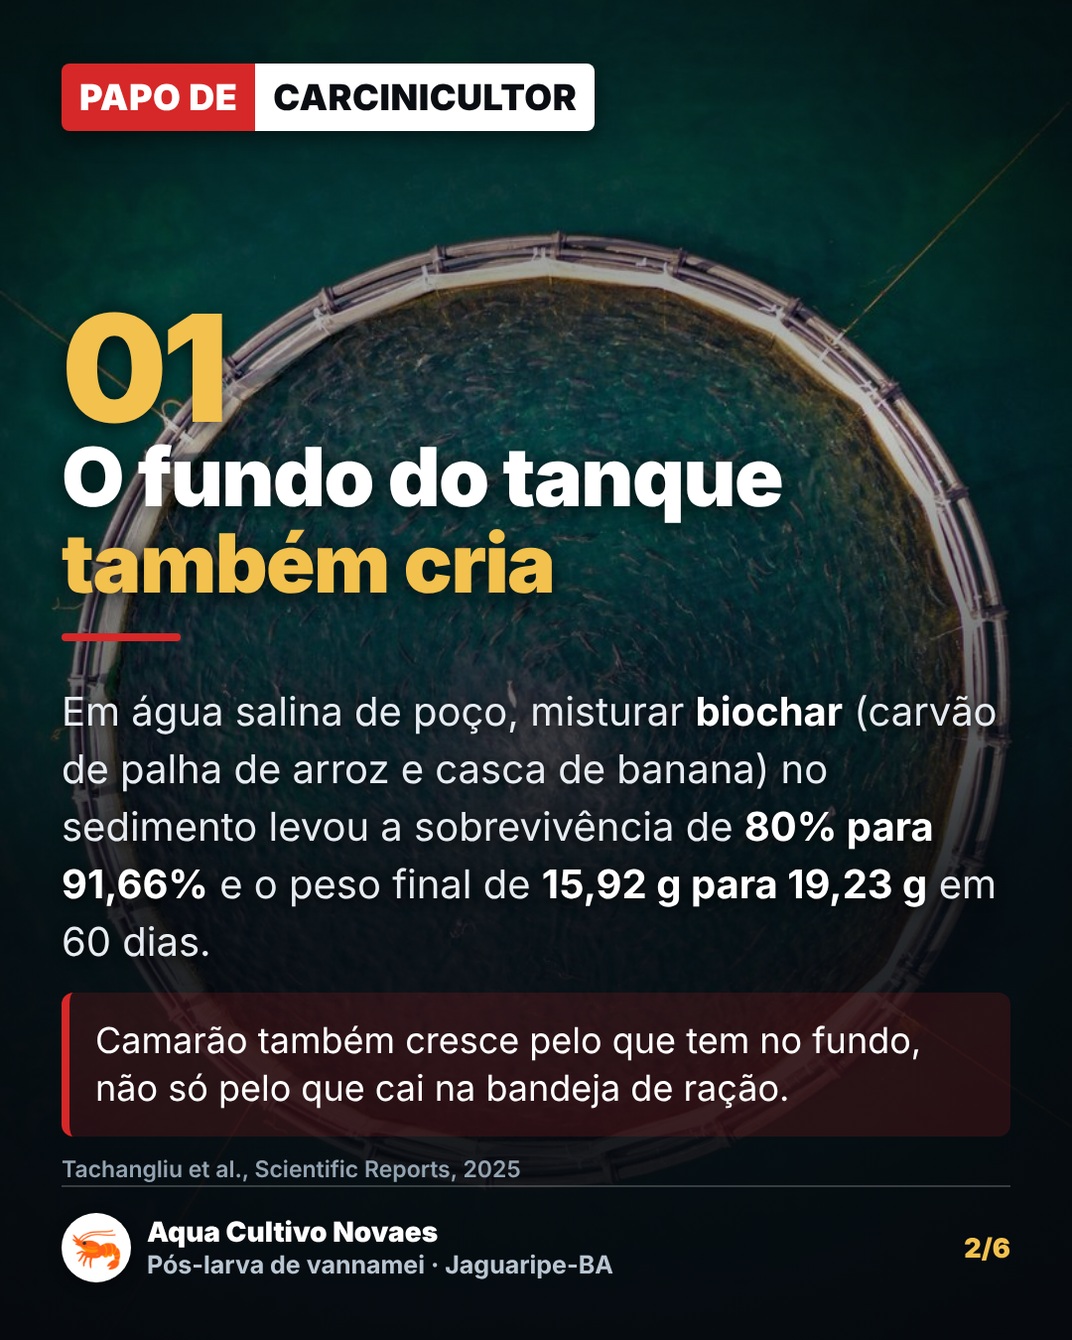 PAPO DE CARCINICULTOR
01
O fundo do tanque
também cria
Em água salina de poço, misturar biochar (carvão
de palha de arroz e casca de banana) no
sedimento levou a sobrevivência de 80% para
91,66% e o peso final de 15,92 g para 19,23 g em
60 dias.
Camarão também cresce pelo que tem no fundo,
não só pelo que cai na bandeja de ração.
Tachangliu et al., Scientific Reports, 2025
Aqua Cultivo Novaes
Pós-larva de vannamei · Jaguaripe-BA
2/6